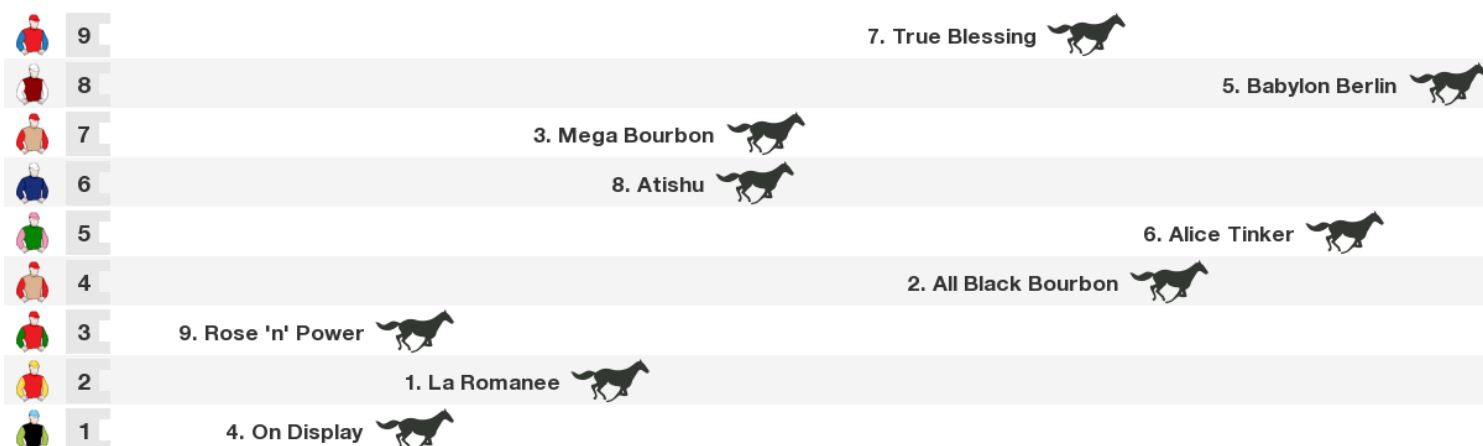 9 7. True Blessing
8 5. Babylon Berlin
7 3. Mega Bourbon
6 8. Atishu
5 6. Alice Tinker
4 2. All Black Bourbon
3 9. Rose 'n' Power
2 1. La Romanee
1 4. On Display